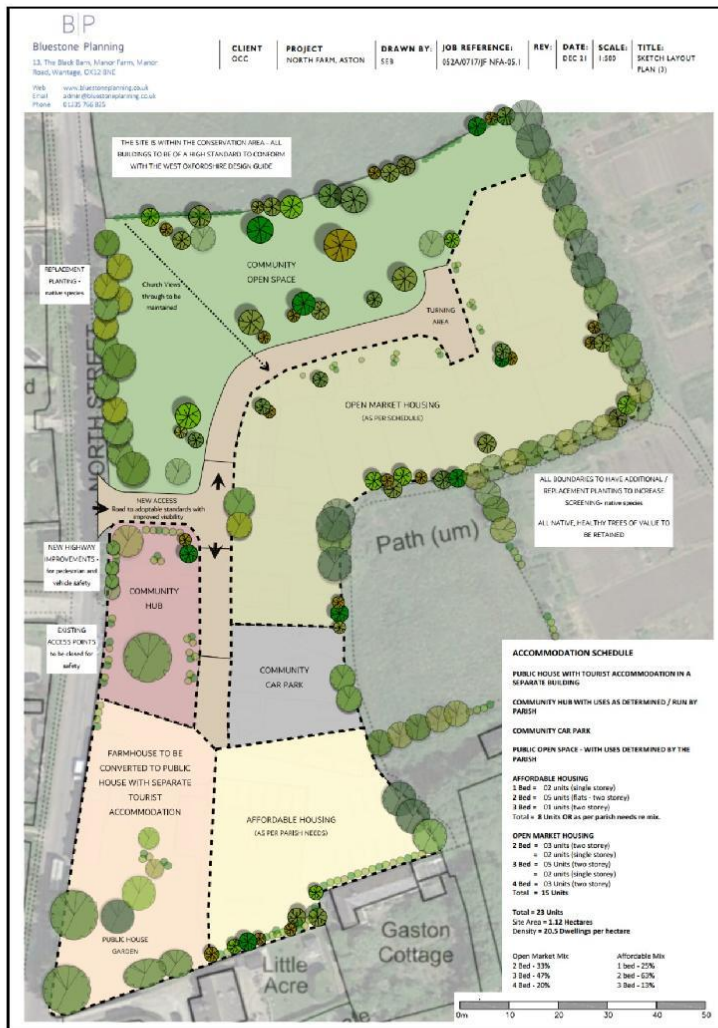 B|P
Bluestone Planning
13, The Black Barn, Manor Farm, Manor
Road, Wantage, OX12 8NE
Web www.bluestoneplanning.co.uk
Email admin@bluestoneplanning.co.uk
Phone 01235 766 825
CLIENT
OCC
PROJECT
NORTH FARM, ASTON
DRAWN BY:
SEB
JOB REFERENCE:
052A/0717/JF NFA-05.1
REV:
DATE:
DEC 21
SCALE:
1:500
TITLE:
SKETCH LAYOUT
PLAN (3)
THE SITE IS WITHIN THE CONSERVATION AREA - ALL
BUILDINGS TO BE OF A HIGH STANDARD TO CONFORM
WITH THE WEST OXFORDSHIRE DESIGN GUIDE
REPLACEMENT
PLANTING -
native species
COMMUNITY
OPEN SPACE
Church Views
through to be
maintained
TURNING
AREA
NORTH STREET
OPEN MARKET HOUSING
(AS PER SCHEDULE)
NEW ACCESS
Road to adoptable standards with
improved visibility
ALL BOUNDARIES TO HAVE ADDITIONAL /
REPLACEMENT PLANTING TO INCREASE
SCREENING- native species
ALL NATIVE, HEALTHY TREES OF VALUE TO
BE RETAINED
Path (um)
NEW HIGHWAY
IMPROVEMENTS -
for pedestrian and
vehicle safety
COMMUNITY
HUB
EXISTING
ACCESS POINTS
to be closed for
safety
COMMUNITY
CAR PARK
FARMHOUSE TO BE
CONVERTED TO PUBLIC
HOUSE WITH SEPARATE
TOURIST
ACCOMMODATION
AFFORDABLE HOUSING
(AS PER PARISH NEEDS)
PUBLIC HOUSE
GARDEN
Gaston
Cottage
Little
Acre
ACCOMMODATION SCHEDULE
PUBLIC HOUSE WITH TOURIST ACCOMMODATION IN A
SEPARATE BUILDING
COMMUNITY HUB WITH USES AS DETERMINED / RUN BY
PARISH
COMMUNITY CAR PARK
PUBLIC OPEN SPACE - WITH USES DETERMINED BY THE
PARISH
AFFORDABLE HOUSING
1 Bed = 02 units (single storey)
2 Bed = 05 units (flats - two storey)
3 Bed = 01 units (two storey)
Total = 8 Units OR as per parish needs re mix.
OPEN MARKET HOUSING
2 Bed = 03 units (two storey)
= 02 units (single storey)
3 Bed = 05 Units (two storey)
= 02 units (single storey)
4 Bed = 03 Units (two storey)
Total = 15 Units
Total = 23 Units
Site Area = 1.12 Hectares
Density = 20.5 Dwellings per hectare
Open Market Mix
2 Bed - 33%
3 Bed - 47%
4 Bed - 20%
Affordable Mix
1 bed - 25%
2 bed - 63%
3 Bed - 13%
0m 10 20 30 40 50